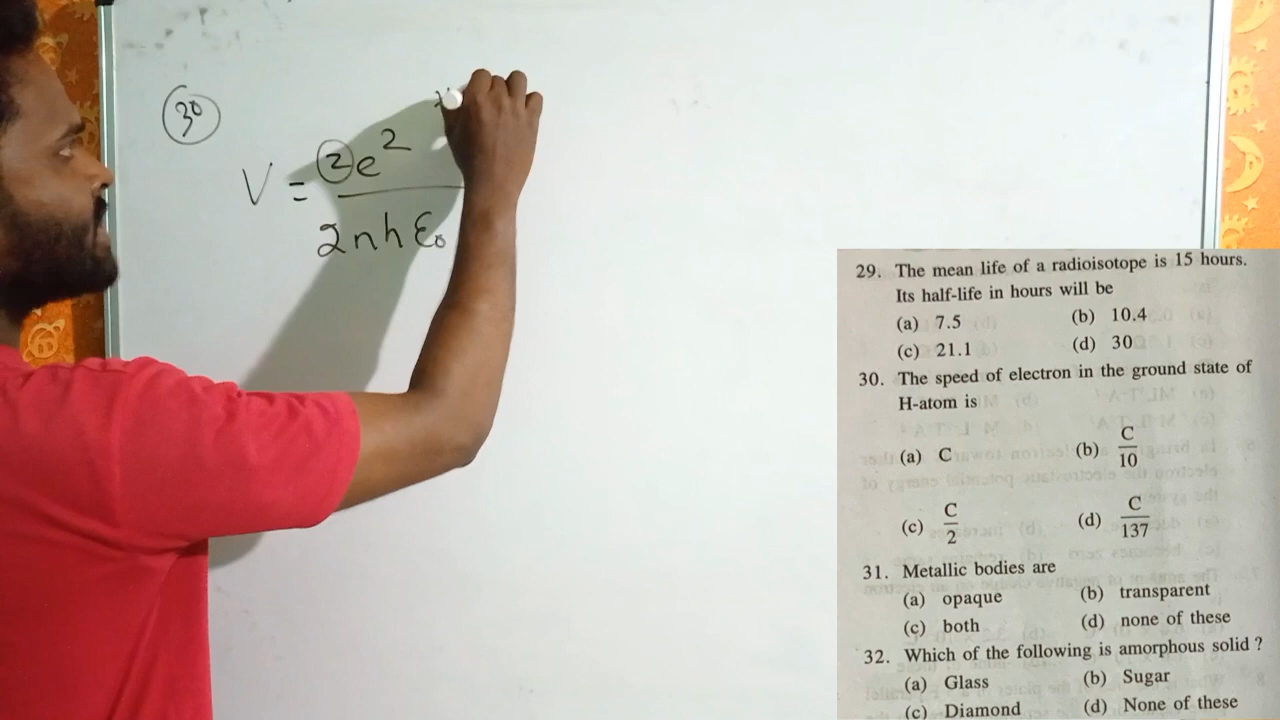 30
V = 2e2
2nhε0
29. The mean life of a radioisotope is 15 hours.
Its half-life in hours will be
(a) 7.5 (b) 10.4
(c) 21.1 (d) 30
30. The speed of electron in the ground state of
H-atom is
(a) C (b) C/10
(c) C/2 (d) C/137
31. Metallic bodies are
(a) opaque (b) transparent
(c) both (d) none of these
32. Which of the following is amorphous solid ?
(a) Glass (b) Sugar
(c) Diamond (d) None of these